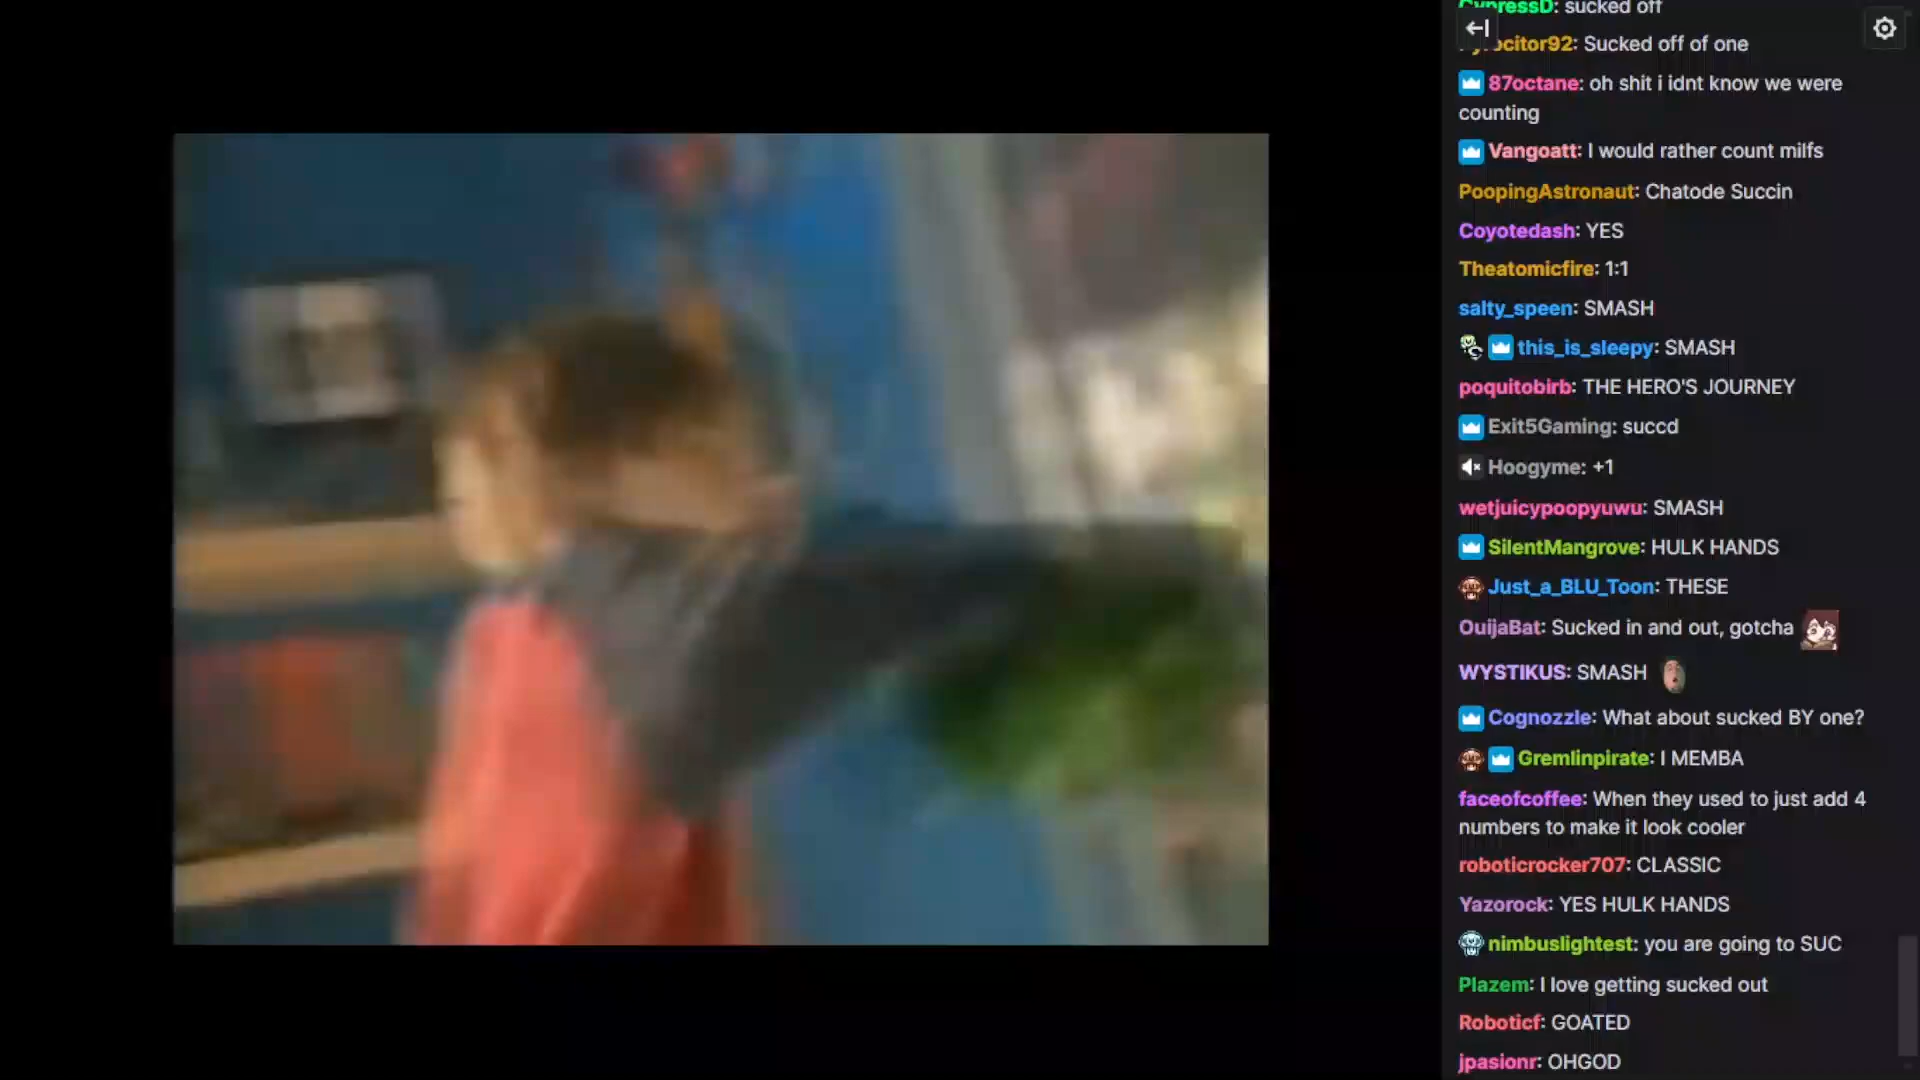 CypressD: sucked off
Pyrocitor92: Sucked off of one
87octane: oh shit i idnt know we were
counting
Vangoatt: I would rather count milfs
PoopingAstronaut: Chatode Succin
Coyotedash: YES
Theatomicfire: 1:1
salty_speen: SMASH
this_is_sleepy: SMASH
poquitobirb: THE HERO'S JOURNEY
Exit5Gaming: succd
Hoogyme: +1
wetjuicypoopyuwu: SMASH
SilentMangrove: HULK HANDS
Just_a_BLU_Toon: THESE
OuijaBat: Sucked in and out, gotcha
WYSTIKUS: SMASH
Cognozzle: What about sucked BY one?
Gremlinpirate: I MEMBA
faceofcoffee: When they used to just add 4
numbers to make it look cooler
roboticrocker707: CLASSIC
Yazorock: YES HULK HANDS
nimbuslightest: you are going to SUC
Plazem: I love getting sucked out
Roboticf: GOATED
jpasionr: OHGOD